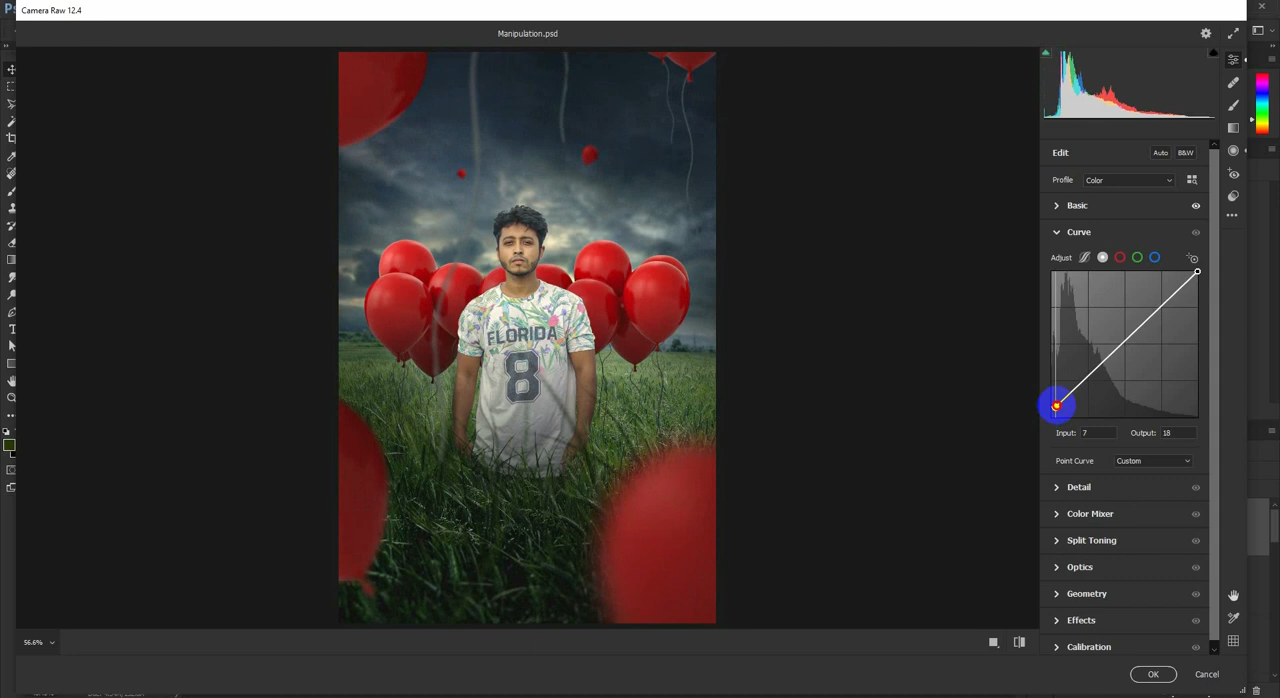 Camera Raw 12.4
Manipulation.psd
Edit
Auto
B&W
Profile
Color
Basic
Curve
Adjust
Input: 7
Output: 18
Point Curve
Custom
Detail
Color Mixer
Split Toning
Optics
Geometry
Effects
Calibration
FLORIDA
8
56.6%
OK
Cancel